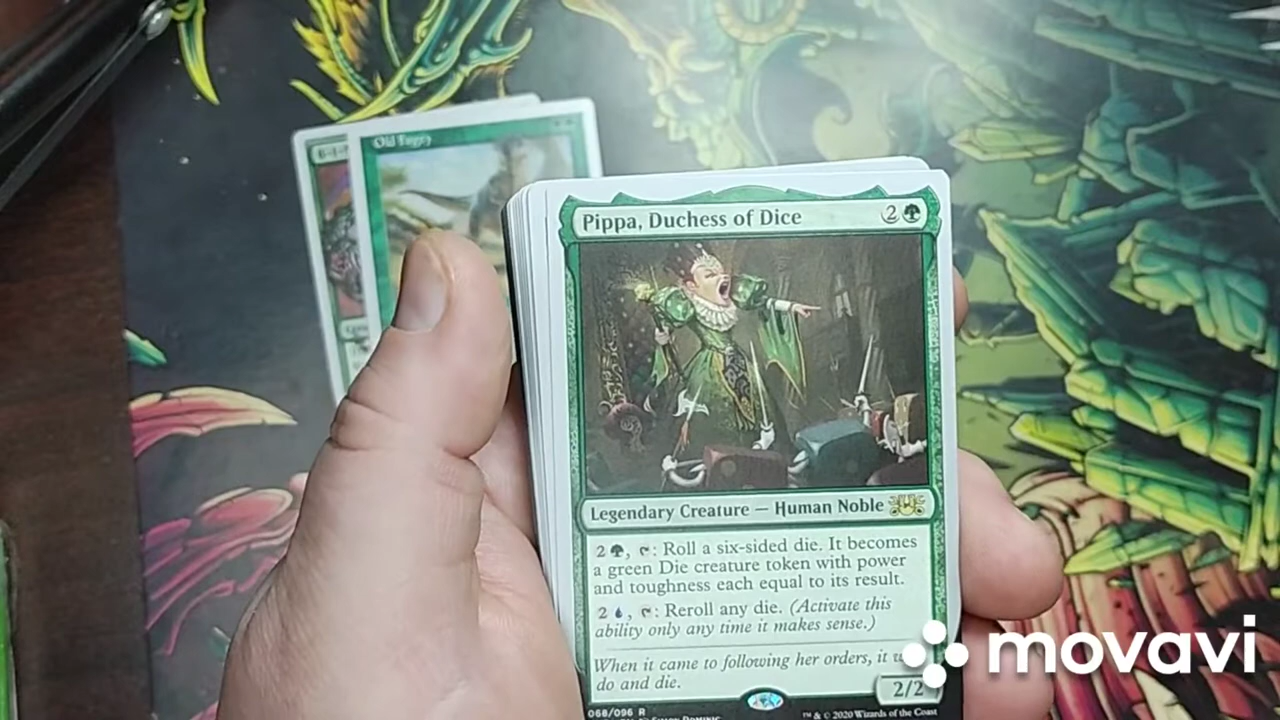 Old Fogey
Pippa, Duchess of Dice 2
Legendary Creature — Human Noble
2 , : Roll a six-sided die. It becomes
a green Die creature token with power
and toughness each equal to its result.
2 , : Reroll any die. (Activate this
ability only any time it makes sense.)
When it came to following her orders, it
do and die.
2/2
068/096 R
™ & © 2020 Wizards of the Coast
movavi